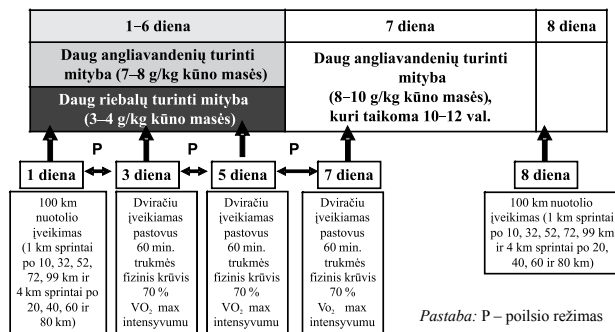 1–6 diena
7 diena
8 diena
Daug angliavandenių turinti
mityba (7–8 g/kg kūno masės)
Daug riebalų turinti mityba
(3–4 g/kg kūno masės)
Daug angliavandenių turinti
mityba
(8–10 g/kg kūno masės),
kuri taikoma 10–12 val.
P
P
P
1 diena
3 diena
5 diena
7 diena
8 diena
100 km
nuotolio
įveikimas
(1 km sprintai
po 10, 32, 52,
72, 99 km ir
4 km sprintai po
20, 40, 60 ir
80 km)
Dviračiu
įveikiamas
pastovus
60 min.
trukmės
fizinis krūvis
70 %
VO₂ max
intensyvumu
Dviračiu
įveikiamas
pastovus
60 min.
trukmės
fizinis krūvis
70 %
VO₂ max
intensyvumu
Dviračiu
įveikiamas
pastovus
60 min.
trukmės
fizinis krūvis
70 %
Vo₂ max
intensyvumu
100 km nuotolio
įveikimas (1 km sprintai
po 10, 32, 52, 72, 99 km
ir 4 km sprintai po 20,
40, 60 ir 80 km)
Pastaba: P – poilsio režimas